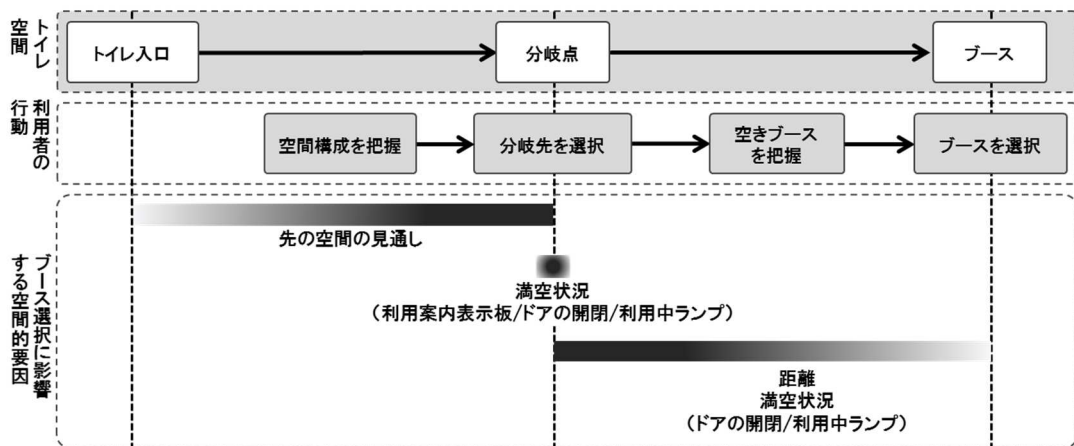 トイレ
空間
トイレ入口
分岐点
ブース
利用者の
行動
空間構成を把握
分岐先を選択
空きブース
を把握
ブースを選択
ブース選択に影響
する空間的要因
先の空間の見通し
満空状況
（利用案内表示板/ドアの開閉/利用中ランプ）
距離
満空状況
（ドアの開閉/利用中ランプ）